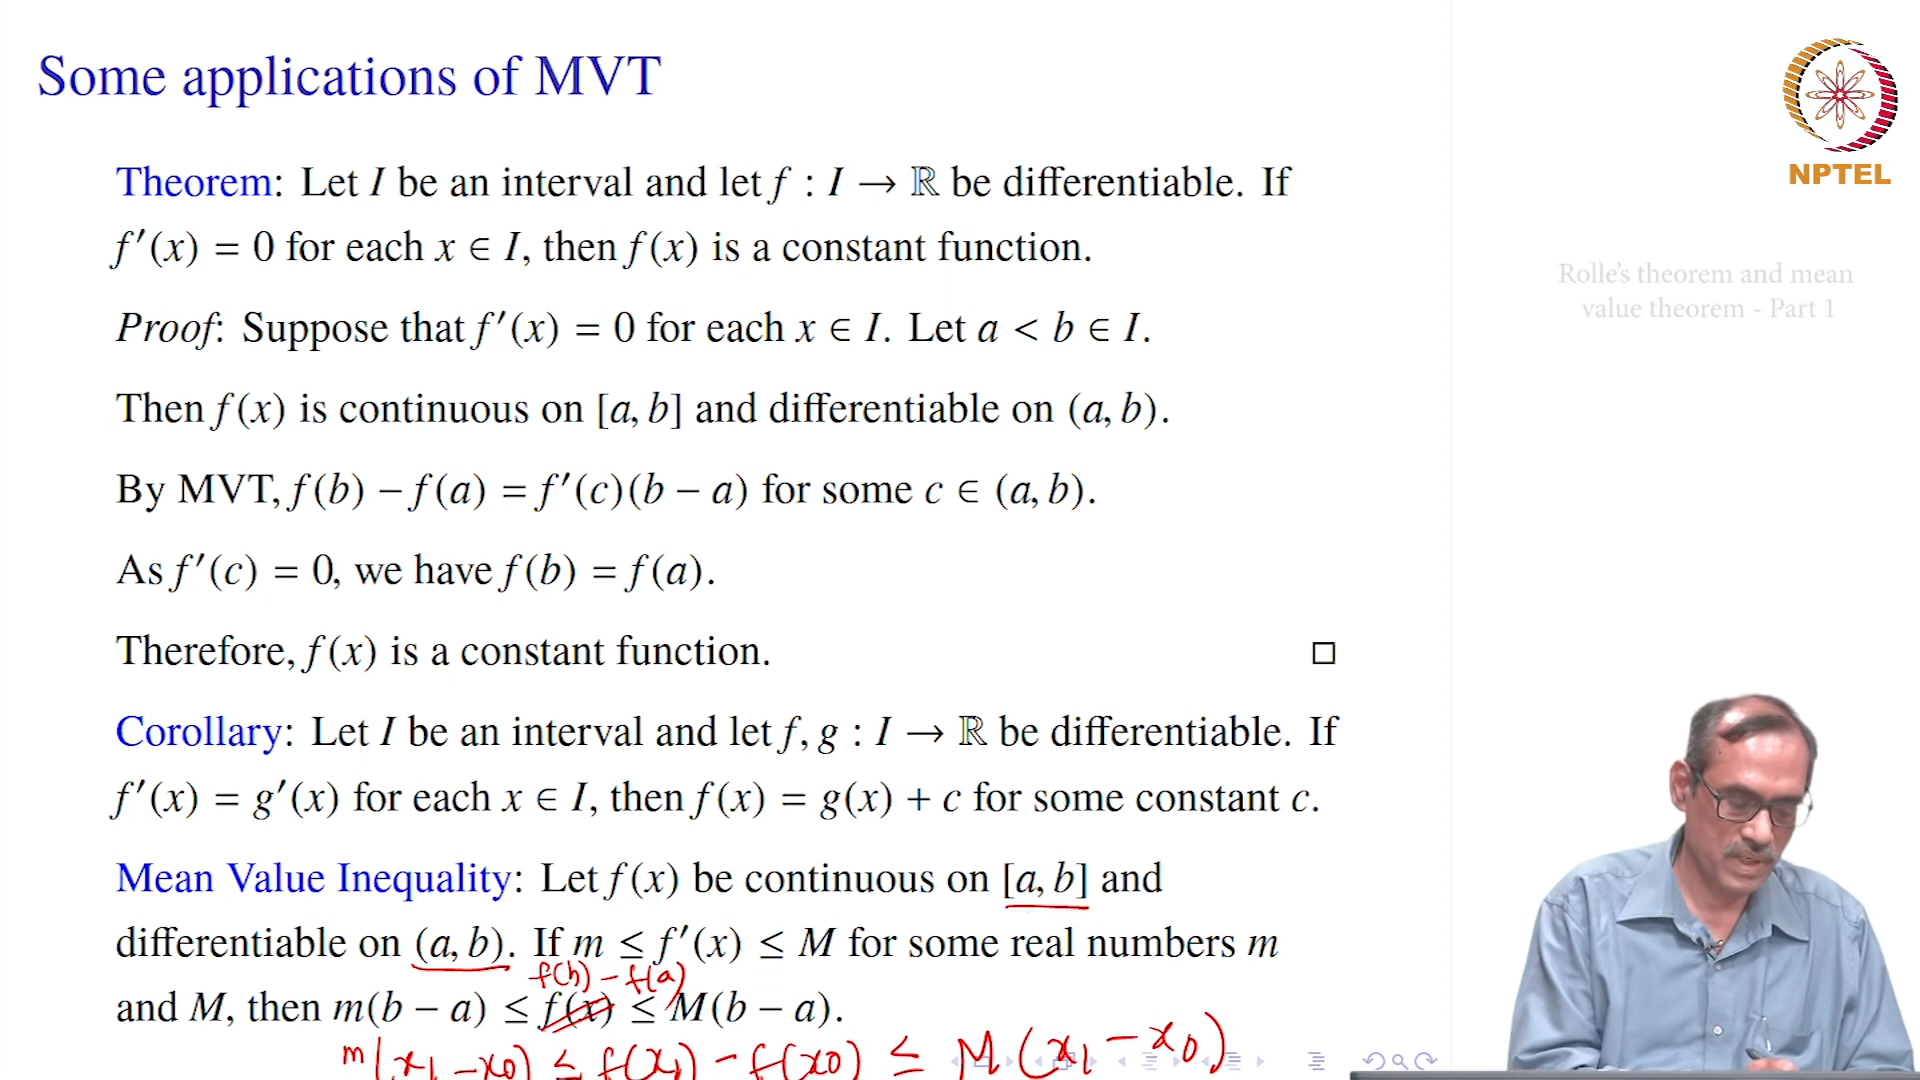 Some applications of MVT
NPTEL
Theorem: Let I be an interval and let f : I → ℝ be differentiable. If
f′(x) = 0 for each x ∈ I, then f(x) is a constant function.
Rolle's theorem and mean
value theorem - Part 1
Proof: Suppose that f′(x) = 0 for each x ∈ I. Let a < b ∈ I.
Then f(x) is continuous on [a, b] and differentiable on (a, b).
By MVT, f(b) − f(a) = f′(c)(b − a) for some c ∈ (a, b).
As f′(c) = 0, we have f(b) = f(a).
Therefore, f(x) is a constant function. □
Corollary: Let I be an interval and let f, g : I → ℝ be differentiable. If
f′(x) = g′(x) for each x ∈ I, then f(x) = g(x) + c for some constant c.
Mean Value Inequality: Let f(x) be continuous on [a, b] and
differentiable on (a, b). If m ≤ f′(x) ≤ M for some real numbers m
f(b) − f(a)
and M, then m(b − a) ≤ f(x) ≤ M(b − a).
m(x₁ − x₀) ≤ f(x₁) − f(x₀) ≤ M(x₁ − x₀)